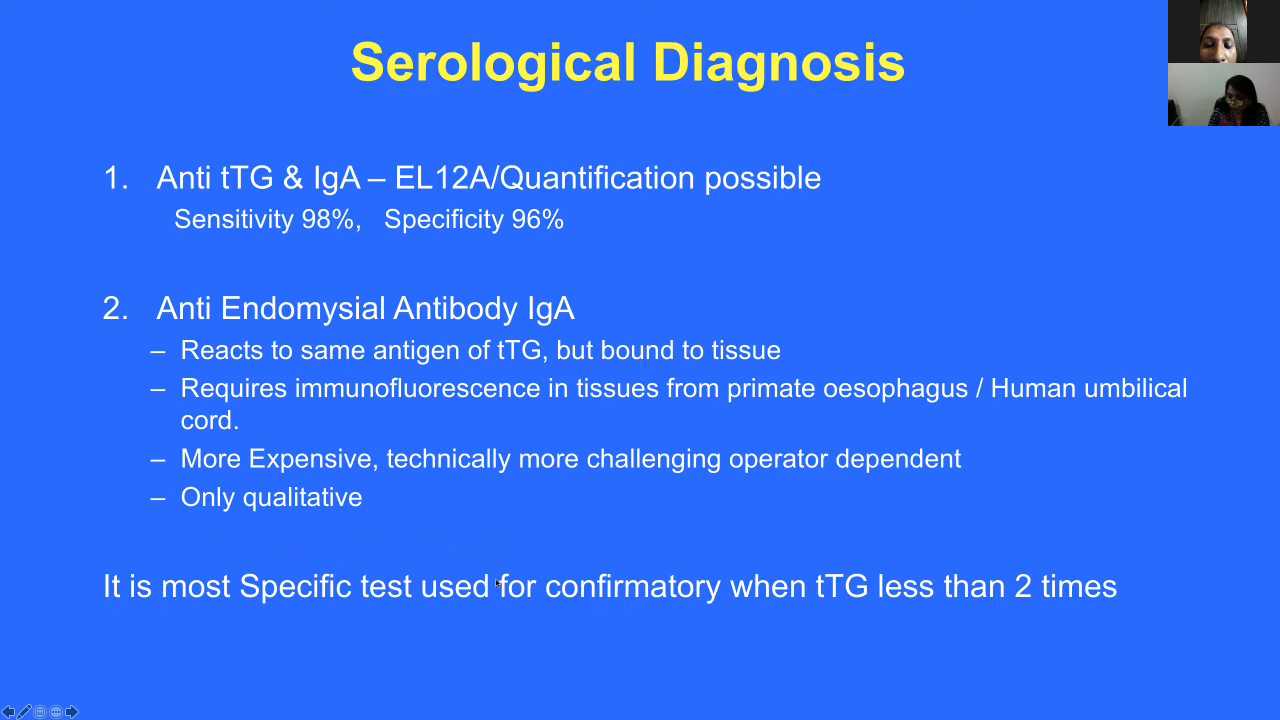 Serological Diagnosis
1. Anti tTG & IgA – EL12A/Quantification possible
Sensitivity 98%, Specificity 96%
2. Anti Endomysial Antibody IgA
– Reacts to same antigen of tTG, but bound to tissue
– Requires immunofluorescence in tissues from primate oesophagus / Human umbilical
cord.
– More Expensive, technically more challenging operator dependent
– Only qualitative
It is most Specific test used for confirmatory when tTG less than 2 times